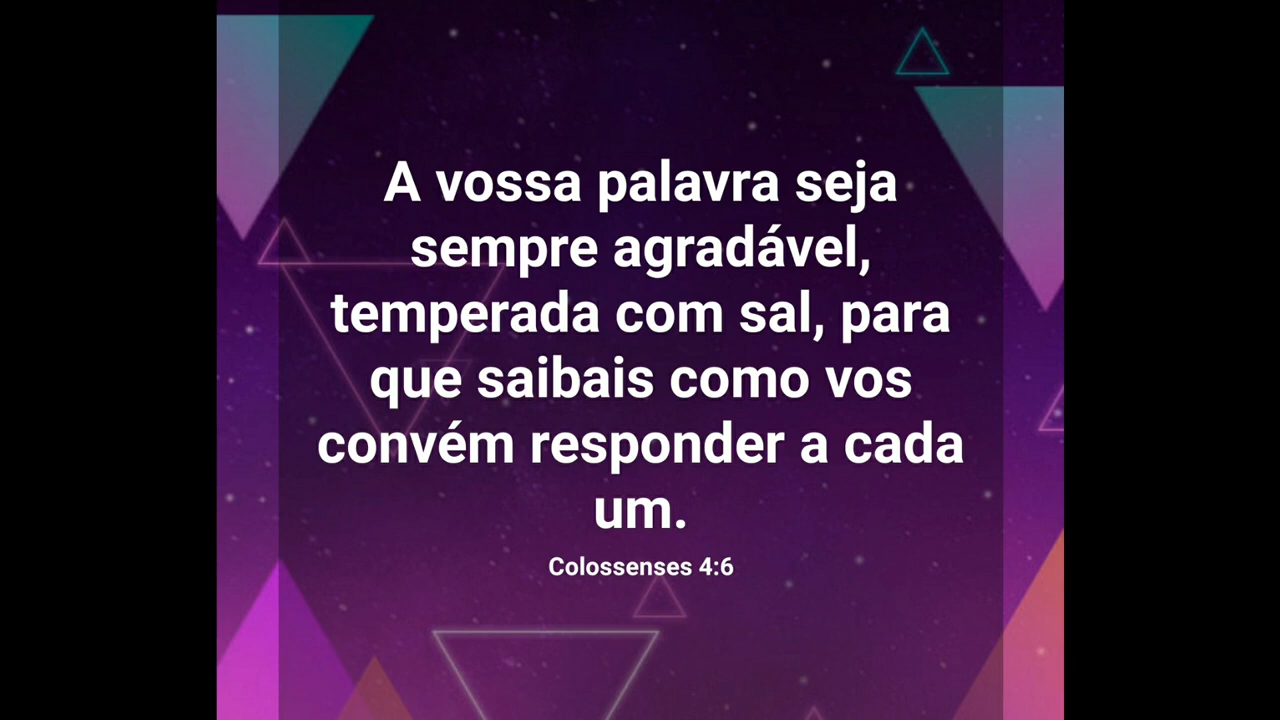 A vossa palavra seja
sempre agradável,
temperada com sal, para
que saibais como vos
convém responder a cada
um.
Colossenses 4:6